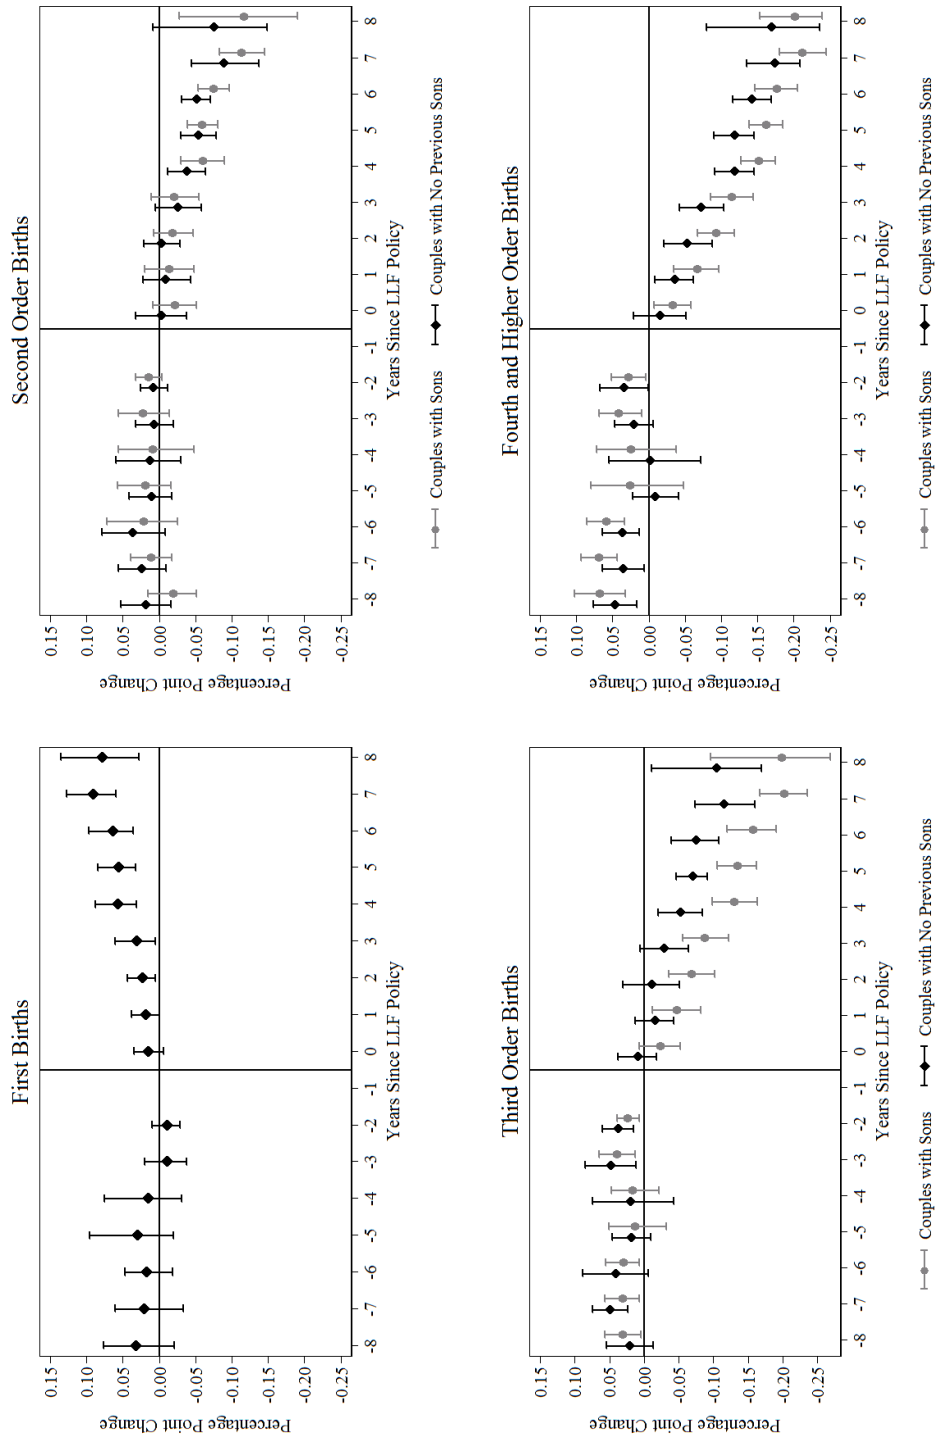 First Births
0.15
0.10
0.05
0.00
-0.05
-0.10
-0.15
-0.20
-0.25
Percentage Point Change
-8 -7 -6 -5 -4 -3 -2 -1 0 1 2 3 4 5 6 7 8
Years Since LLF Policy
Second Order Births
0.15
0.10
0.05
0.00
-0.05
-0.10
-0.15
-0.20
-0.25
Percentage Point Change
-8 -7 -6 -5 -4 -3 -2 -1 0 1 2 3 4 5 6 7 8
Years Since LLF Policy
Couples with Sons Couples with No Previous Sons
Third Order Births
0.15
0.10
0.05
0.00
-0.05
-0.10
-0.15
-0.20
-0.25
Percentage Point Change
-8 -7 -6 -5 -4 -3 -2 -1 0 1 2 3 4 5 6 7 8
Years Since LLF Policy
Couples with Sons Couples with No Previous Sons
Fourth and Higher Order Births
0.15
0.10
0.05
0.00
-0.05
-0.10
-0.15
-0.20
-0.25
Percentage Point Change
-8 -7 -6 -5 -4 -3 -2 -1 0 1 2 3 4 5 6 7 8
Years Since LLF Policy
Couples with Sons Couples with No Previous Sons